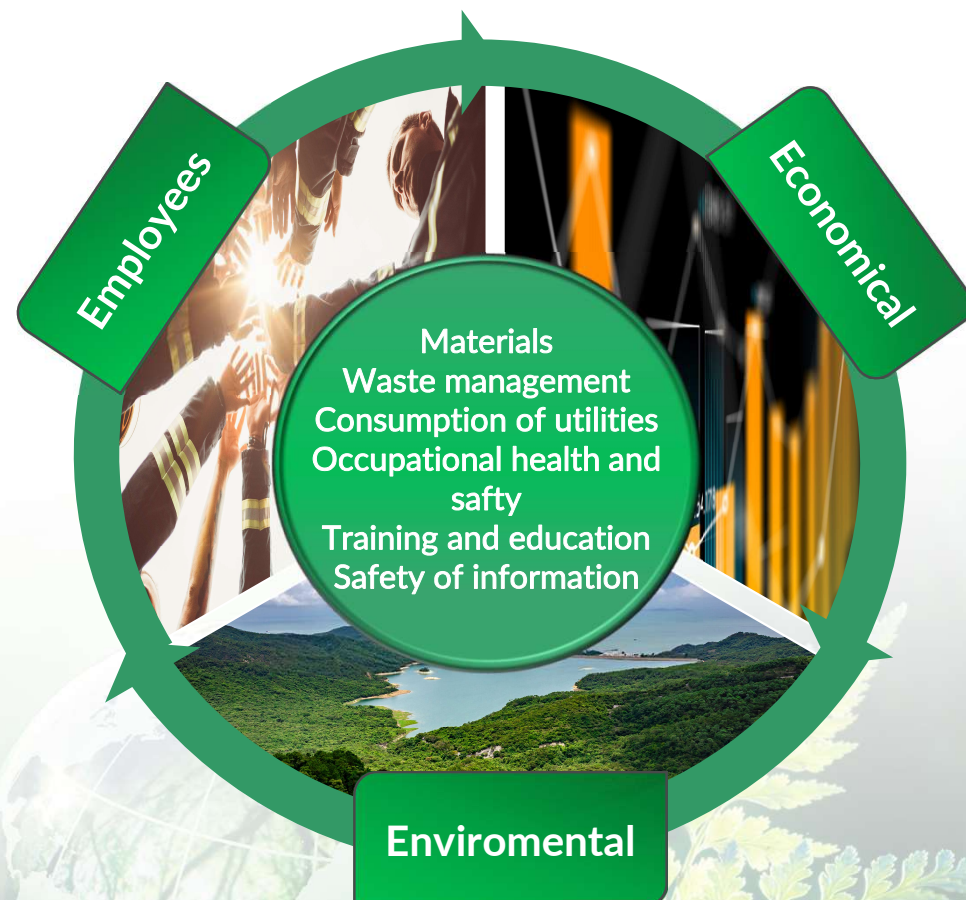 Employees
Economical
Materials
Waste management
Consumption of utilities
Occupational health and
safty
Training and education
Safety of information
Enviromental